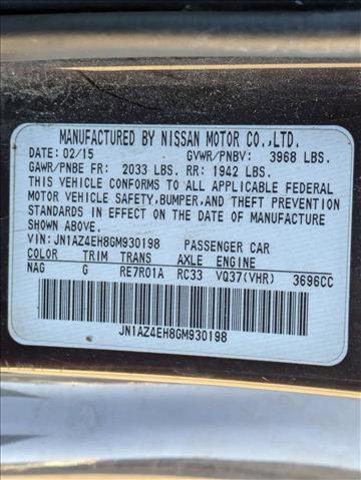 MANUFACTURED BY NISSAN MOTOR CO.,LTD.
DATE: 02/15 GVWR/PNBV: 3968 LBS.
GAWR/PNBE FR: 2033 LBS. RR: 1942 LBS.
THIS VEHICLE CONFORMS TO ALL APPLICABLE FEDERAL
MOTOR VEHICLE SAFETY,BUMPER,AND THEFT PREVENTION
STANDARDS IN EFFECT ON THE DATE OF MANUFACTURE
SHOWN ABOVE.
VIN: JN1AZ4EH8GM930198 PASSENGER CAR
COLOR TRIM TRANS AXLE ENGINE
NAG G RE7R01A RC33 VQ37(VHR) 3696CC
JN1AZ4EH8GM930198